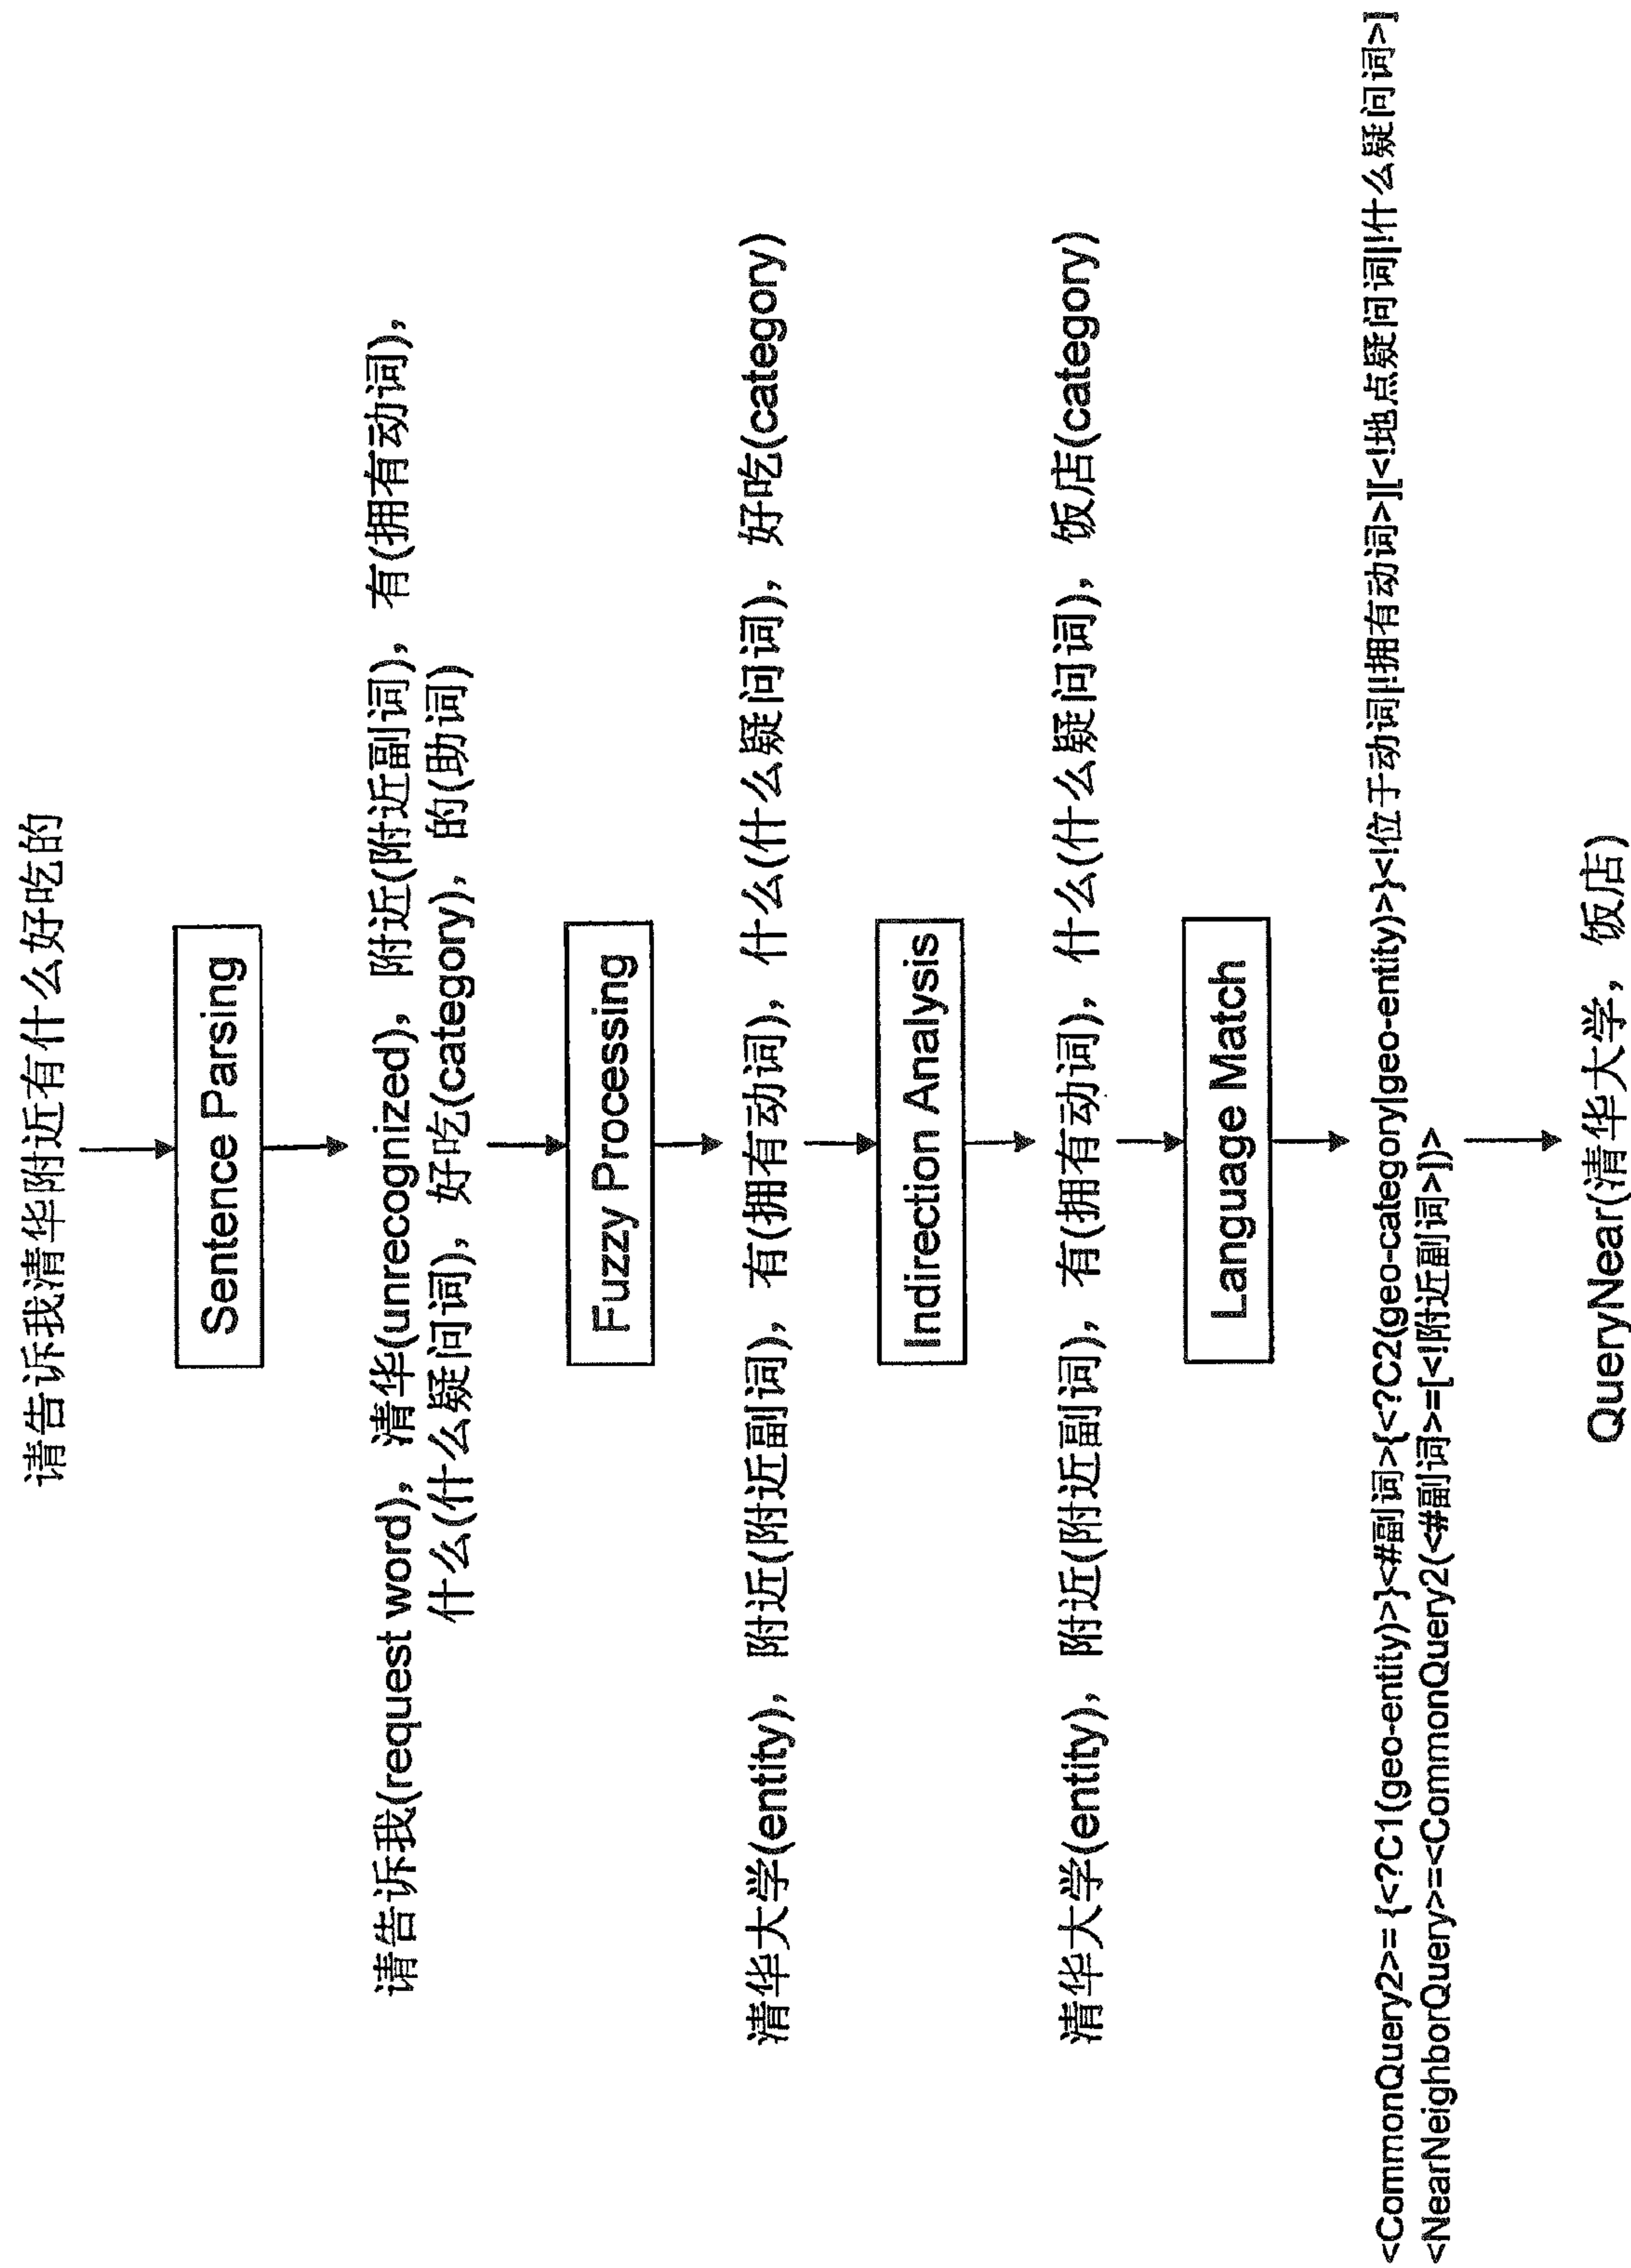 请告诉我清华附近有什么好吃的
Sentence Parsing
请告诉我(request word)，清华(unrecognized)，附近(附近副词)，有(拥有动词)，
什么(什么疑问词)，好吃(category)，的(助词)
Fuzzy Processing
清华大学(entity)，附近(附近副词)，有(拥有动词)，什么(什么疑问词)，好吃(category)
Indirection Analysis
清华大学(entity)，附近(附近副词)，有(拥有动词)，什么(什么疑问词)，饭店(category)
Language Match
<CommonQuery2>= {<?C1(geo-entity)>}<#副词>{<?C2(geo-category|geo-entity)>}<!位于动词|!拥有动词>][<!地点疑问词|!什么疑问词>]
<NearNeighborQuery>=<CommonQuery2(<#副词>=[<!附近副词>])>
QueryNear(清华大学，饭店)